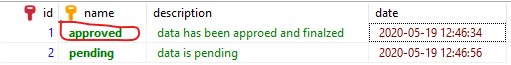 id name description date
1 approved data has been approed and finalzed 2020-05-19 12:46:34
2 pending data is pending 2020-05-19 12:46:56